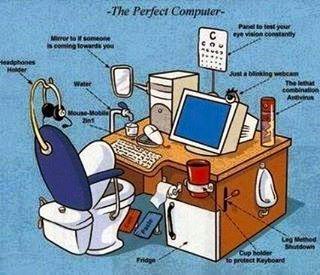 -The Perfect Computer-
Mirror to if someone
is coming towards you
Panel to test your
eye vision constantly
C
Headphones
Holder
Water
Just a blinking webcam
The lethal
combination
Antivirus
Mouse-Mobile
2in1
Pause
Fridge
Cup holder
to protect Keyboard
Leg Method
Shutdown